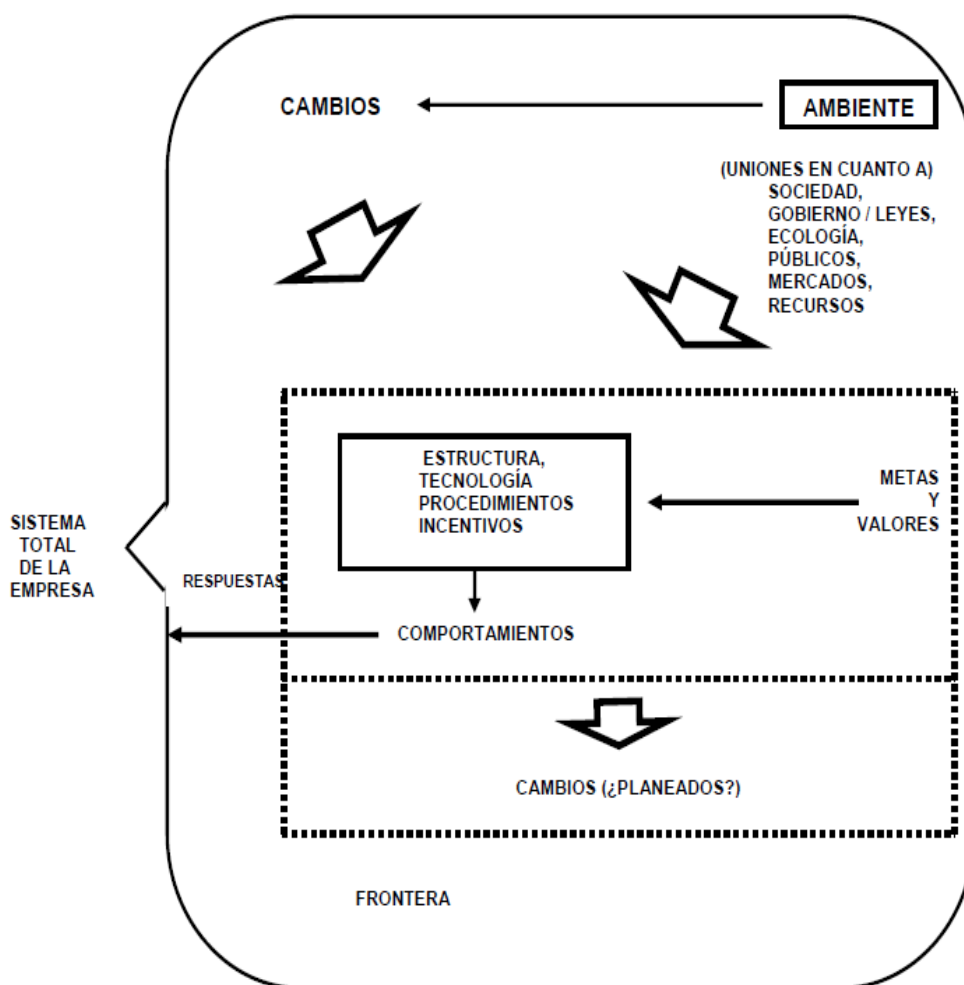 CAMBIOS
AMBIENTE
(UNIONES EN CUANTO A)
SOCIEDAD,
GOBIERNO / LEYES,
ECOLOGÍA,
PÚBLICOS,
MERCADOS,
RECURSOS
ESTRUCTURA,
TECNOLOGÍA
PROCEDIMIENTOS
INCENTIVOS
METAS
Y
VALORES
SISTEMA
TOTAL
DE LA
EMPRESA
RESPUESTAS
COMPORTAMIENTOS
CAMBIOS (¿PLANEADOS?)
FRONTERA